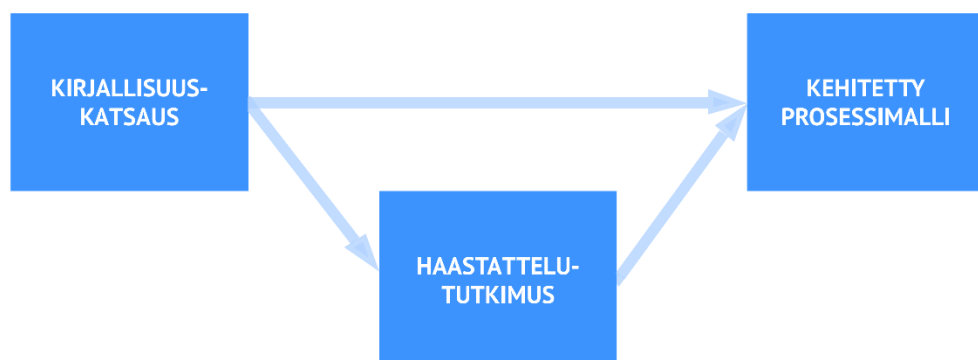 KIRJALLISUUS-
KATSAUS
KEHITETTY
PROSESSIMALLI
HAASTATTELU-
TUTKIMUS